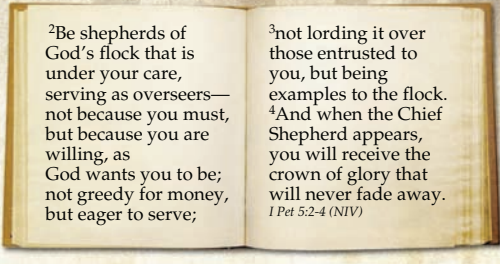 ²Be shepherds of
God’s flock that is
under your care,
serving as overseers—
not because you must,
but because you are
willing, as
God wants you to be;
not greedy for money,
but eager to serve;
³not lording it over
those entrusted to
you, but being
examples to the flock.
⁴And when the Chief
Shepherd appears,
you will receive the
crown of glory that
will never fade away.
I Pet 5:2-4 (NIV)